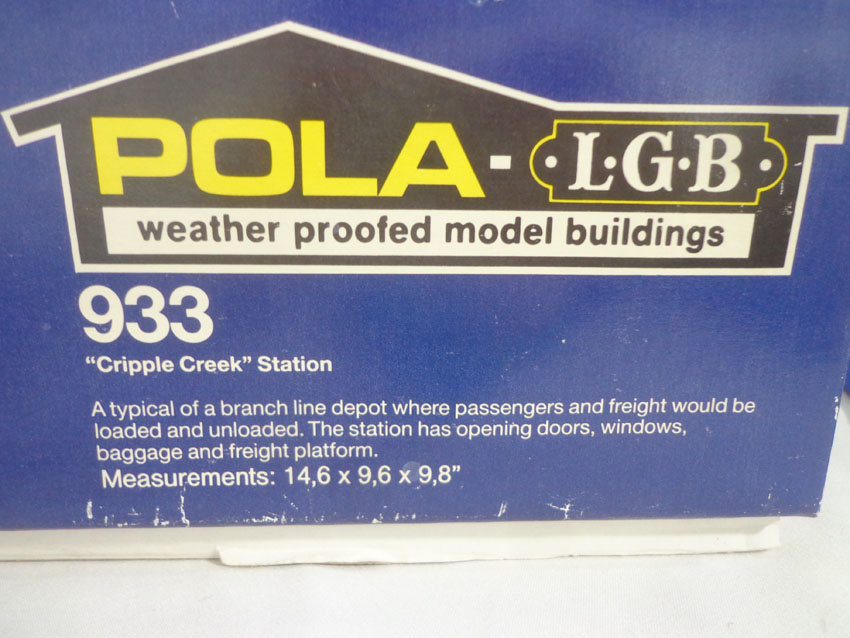 POLA-L·G·B
weather proofed model buildings
933
“Cripple Creek” Station
A typical of a branch line depot where passengers and freight would be
loaded and unloaded. The station has opening doors, windows,
baggage and freight platform.
Measurements: 14,6 x 9,6 x 9,8”